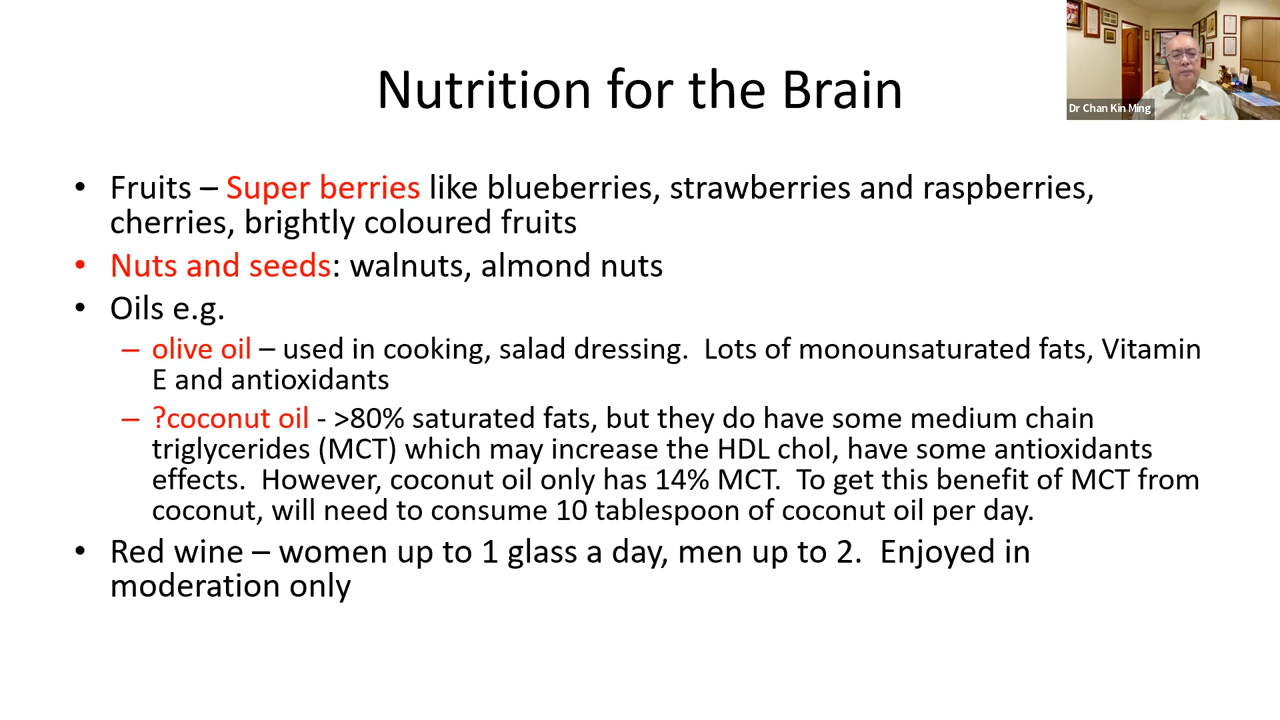 Nutrition for the Brain
Dr Chan Kin Ming
• Fruits – Super berries like blueberries, strawberries and raspberries,
cherries, brightly coloured fruits
• Nuts and seeds: walnuts, almond nuts
• Oils e.g.
– olive oil – used in cooking, salad dressing.  Lots of monounsaturated fats, Vitamin
E and antioxidants
– ?coconut oil - >80% saturated fats, but they do have some medium chain
triglycerides (MCT) which may increase the HDL chol, have some antioxidants
effects.  However, coconut oil only has 14% MCT.  To get this benefit of MCT from
coconut, will need to consume 10 tablespoon of coconut oil per day.
• Red wine – women up to 1 glass a day, men up to 2.  Enjoyed in
moderation only